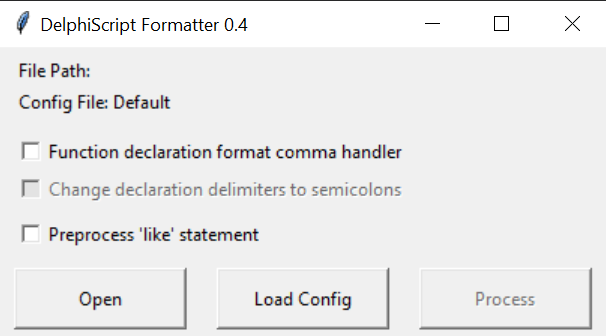 DelphiScript Formatter 0.4
File Path:
Config File: Default
Function declaration format comma handler
Change declaration delimiters to semicolons
Preprocess 'like' statement
Open Load Config Process